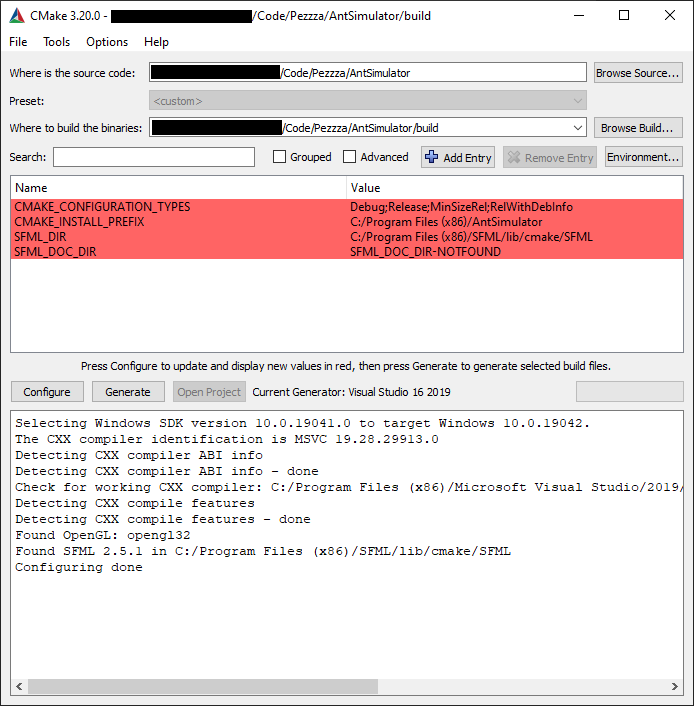 CMake 3.20.0 - /Code/Pezzza/AntSimulator/build
File Tools Options Help
Where is the source code: /Code/Pezzza/AntSimulator Browse Source...
Preset: <custom>
Where to build the binaries: /Code/Pezzza/AntSimulator/build Browse Build...
Search: Grouped Advanced Add Entry Remove Entry Environment...
Name Value
CMAKE_CONFIGURATION_TYPES Debug;Release;MinSizeRel;RelWithDebInfo
CMAKE_INSTALL_PREFIX C:/Program Files (x86)/AntSimulator
SFML_DIR C:/Program Files (x86)/SFML/lib/cmake/SFML
SFML_DOC_DIR SFML_DOC_DIR-NOTFOUND
Press Configure to update and display new values in red, then press Generate to generate selected build files.
Configure Generate Open Project Current Generator: Visual Studio 16 2019
Selecting Windows SDK version 10.0.19041.0 to target Windows 10.0.19042.
The CXX compiler identification is MSVC 19.28.29913.0
Detecting CXX compiler ABI info
Detecting CXX compiler ABI info - done
Check for working CXX compiler: C:/Program Files (x86)/Microsoft Visual Studio/2019/
Detecting CXX compile features
Detecting CXX compile features - done
Found OpenGL: opengl32
Found SFML 2.5.1 in C:/Program Files (x86)/SFML/lib/cmake/SFML
Configuring done